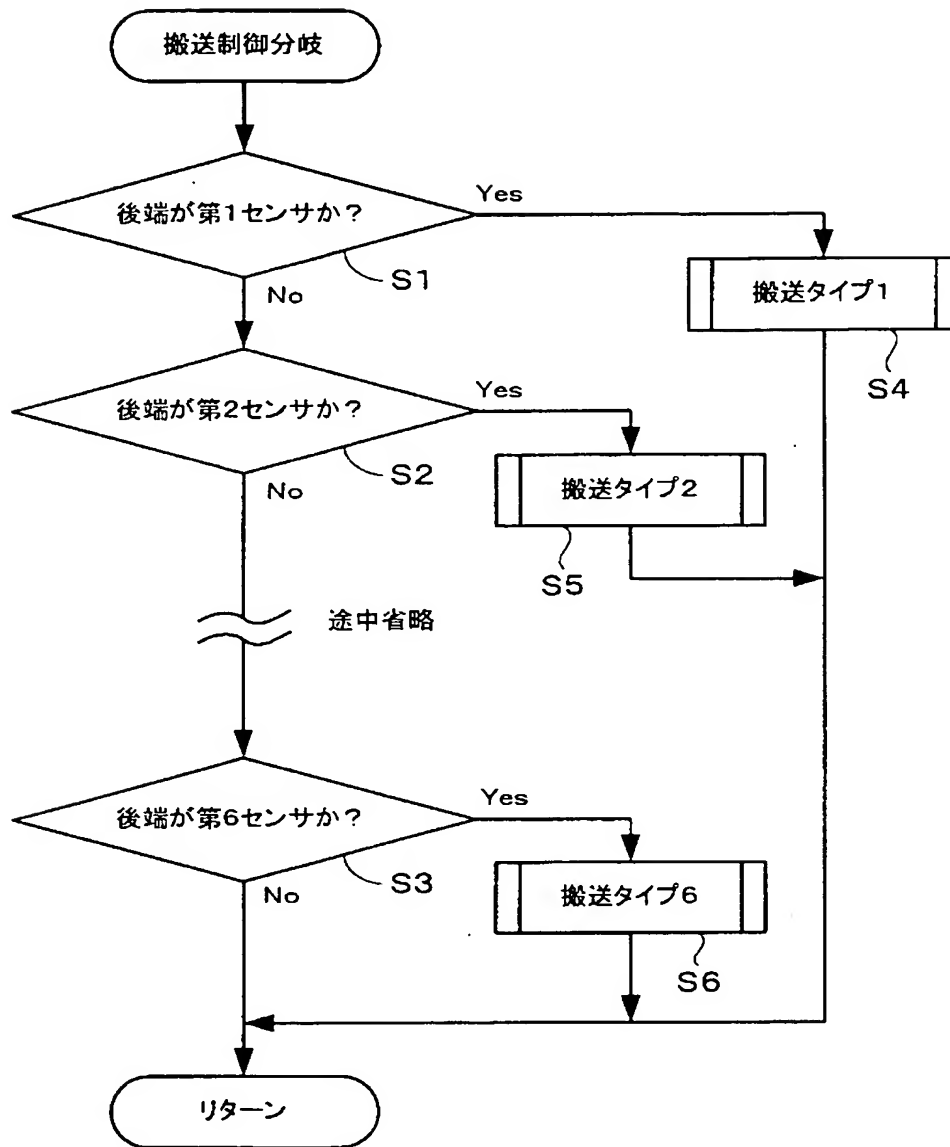 搬送制御分岐
後端が第1センサか？
Yes
S1
No
搬送タイプ1
S4
後端が第2センサか？
Yes
S2
No
搬送タイプ2
S5
途中省略
後端が第6センサか？
Yes
S3
No
搬送タイプ6
S6
リターン